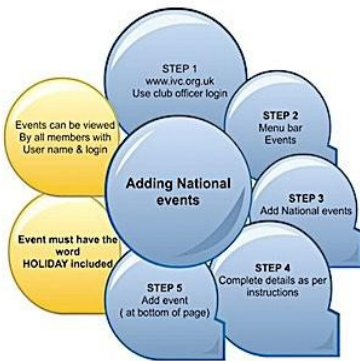 STEP 1
www.ivc.org.uk
Use club officer login
STEP 2
Menu bar
Events
STEP 3
Add National events
STEP 4
Complete details as per
instructions
STEP 5
Add event
( at bottom of page)
Event must have the
word
HOLIDAY included
Events can be viewed
By all members with
User name & login
Adding National
events